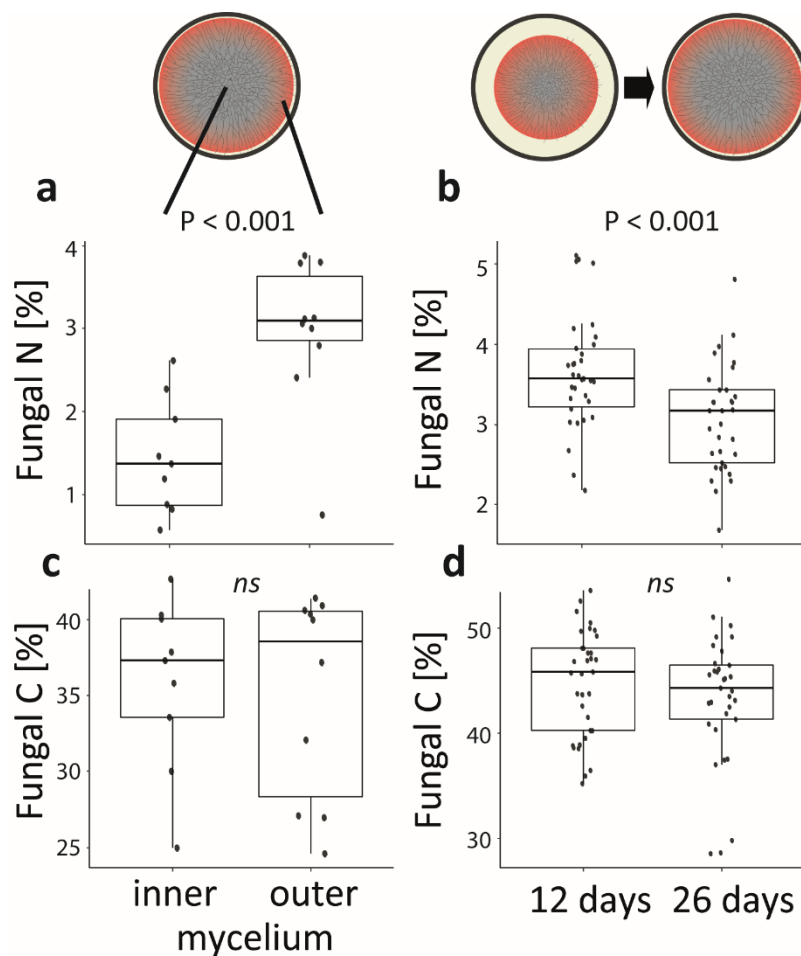 a
b
P < 0.001
P < 0.001
Fungal N [%]
4
3
2
1
Fungal N [%]
5
4
3
2
c
ns
d
ns
Fungal C [%]
40
35
30
25
Fungal C [%]
50
40
30
inner
outer
mycelium
12 days
26 days